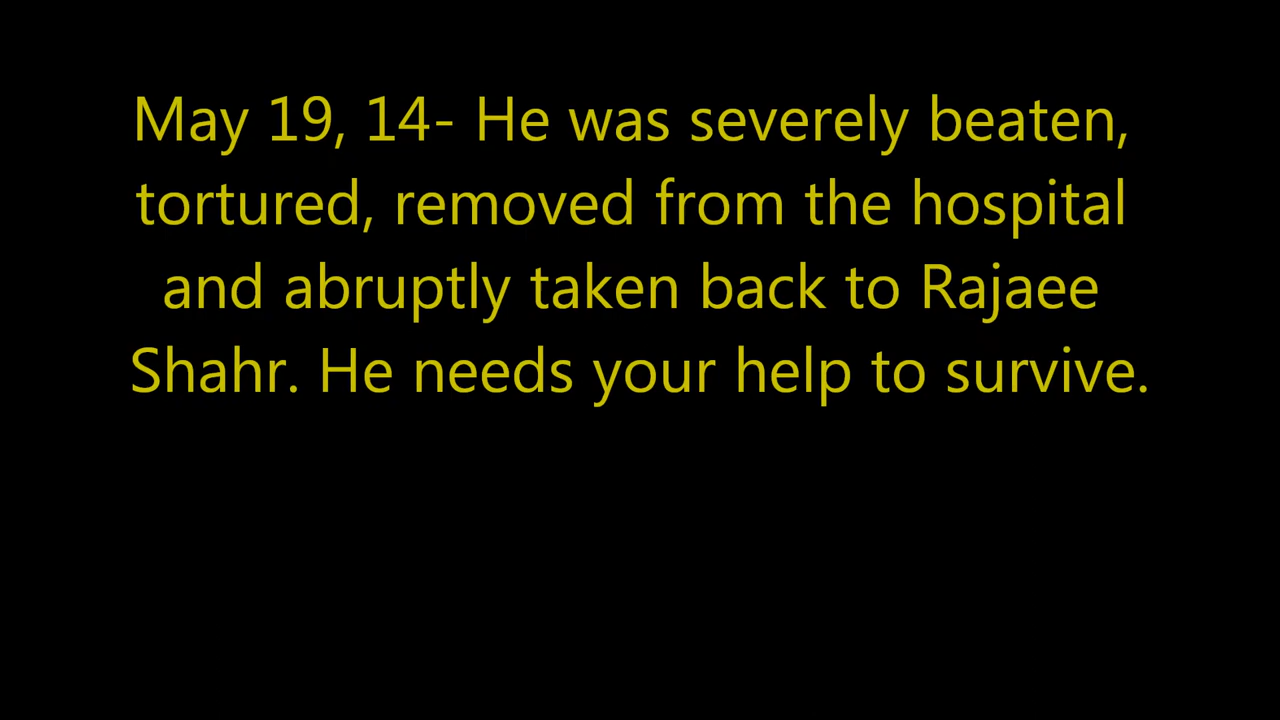 May 19, 14- He was severely beaten,
tortured, removed from the hospital
and abruptly taken back to Rajaee
Shahr. He needs your help to survive.